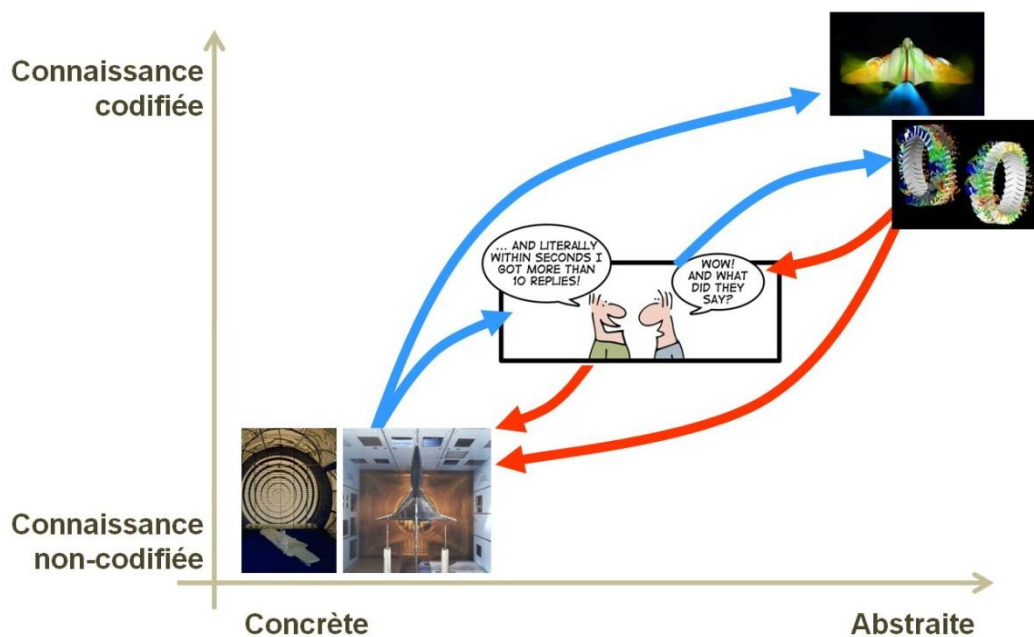 Connaissance
codifiée
... AND LITERALLY
WITHIN SECONDS I
GOT MORE THAN
10 REPLIES!
WOW!
AND WHAT
DID THEY
SAY?
Connaissance
non-codifiée
Concrète
Abstraite